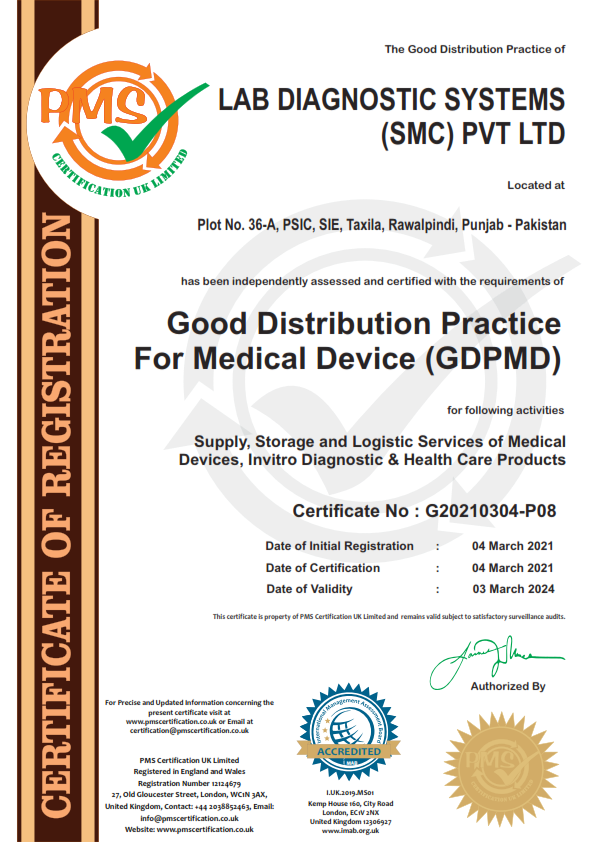 The Good Distribution Practice of
PMS
CERTIFICATION UK LIMITED
LAB DIAGNOSTIC SYSTEMS
(SMC) PVT LTD
Located at
Plot No. 36-A, PSIC, SIE, Taxila, Rawalpindi, Punjab - Pakistan
has been independently assessed and certified with the requirements of
Good Distribution Practice
For Medical Device (GDPMD)
for following activities
Supply, Storage and Logistic Services of Medical
Devices, Invitro Diagnostic & Health Care Products
Certificate No : G20210304-P08
Date of Initial Registration : 04 March 2021
Date of Certification : 04 March 2021
Date of Validity : 03 March 2024
This certificate is property of PMS Certification UK Limited and remains valid subject to satisfactory surveillance audits.
Authorized By
CERTIFICATE OF REGISTRATION
For Precise and Updated Information concerning the
present certificate visit at
www.pmscertification.co.uk or Email at
certification@pmscertification.co.uk
PMS Certification UK Limited
Registered in England and Wales
Registration Number 12124679
27, Old Gloucester Street, London, WC1N 3AX,
United Kingdom, Contact: +44 2038852463, Email:
info@pmscertification.co.uk
Website: www.pmscertification.co.uk
International Management Assessment Board
ACCREDITED
IMAB
I.UK.2019.MS01
Kemp House 160, City Road
London, EC1V 2NX
United Kingdom 12306927
www.imab.org.uk
PMS